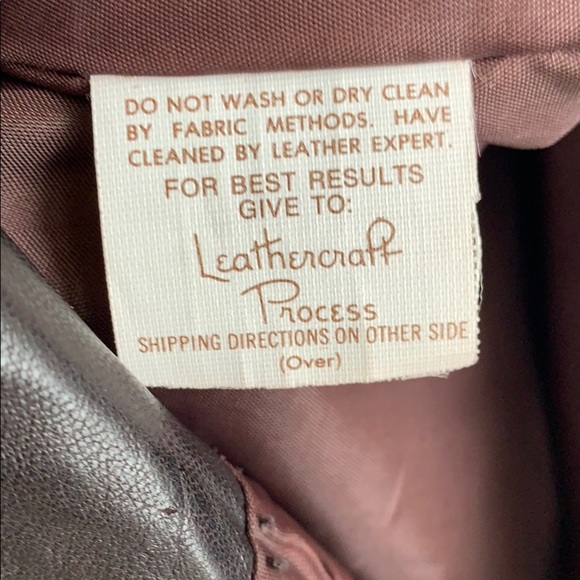 DO NOT WASH OR DRY CLEAN
BY FABRIC METHODS. HAVE
CLEANED BY LEATHER EXPERT.
FOR BEST RESULTS
GIVE TO:
Leathercraft
Process
SHIPPING DIRECTIONS ON OTHER SIDE
(Over)